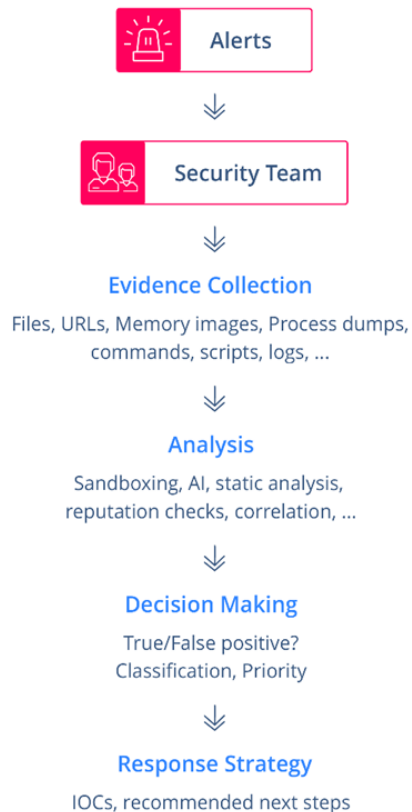 Alerts
Security Team
Evidence Collection
Files, URLs, Memory images, Process dumps,
commands, scripts, logs, ...
Analysis
Sandboxing, AI, static analysis,
reputation checks, correlation, ...
Decision Making
True/False positive?
Classification, Priority
Response Strategy
IOCs, recommended next steps